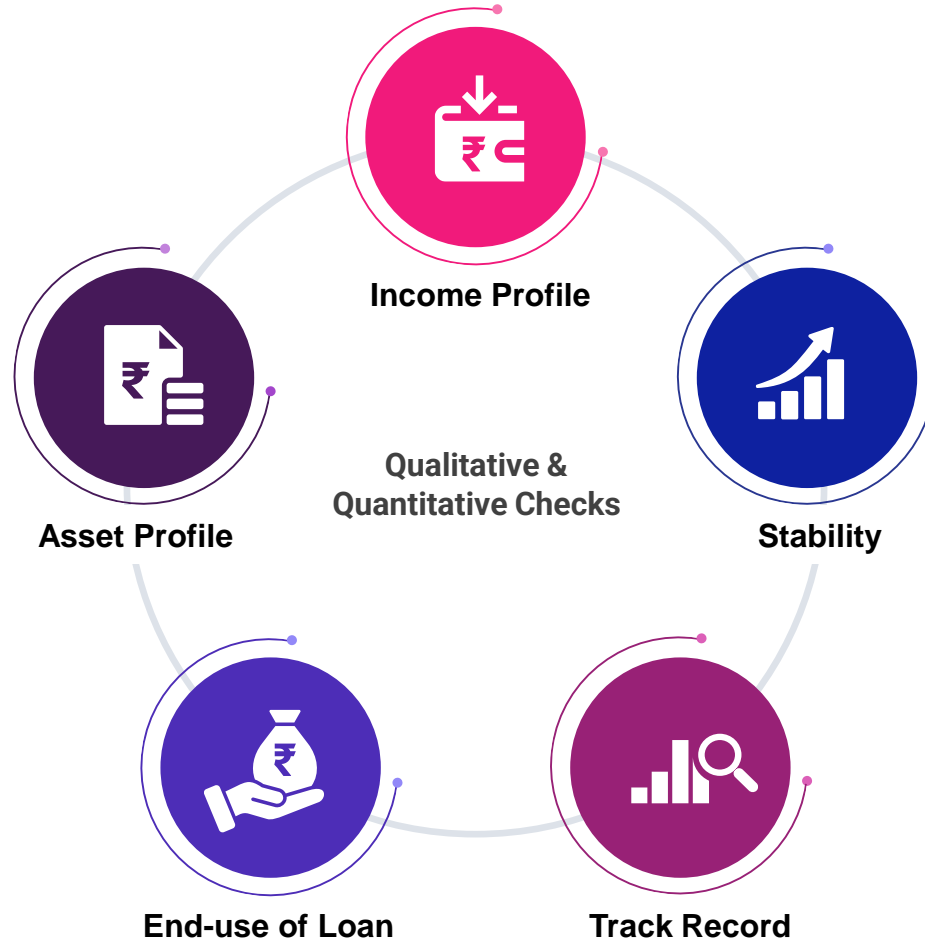 ₹
Income Profile
₹
Qualitative &
Quantitative Checks
Asset Profile
Stability
₹
End-use of Loan
Track Record